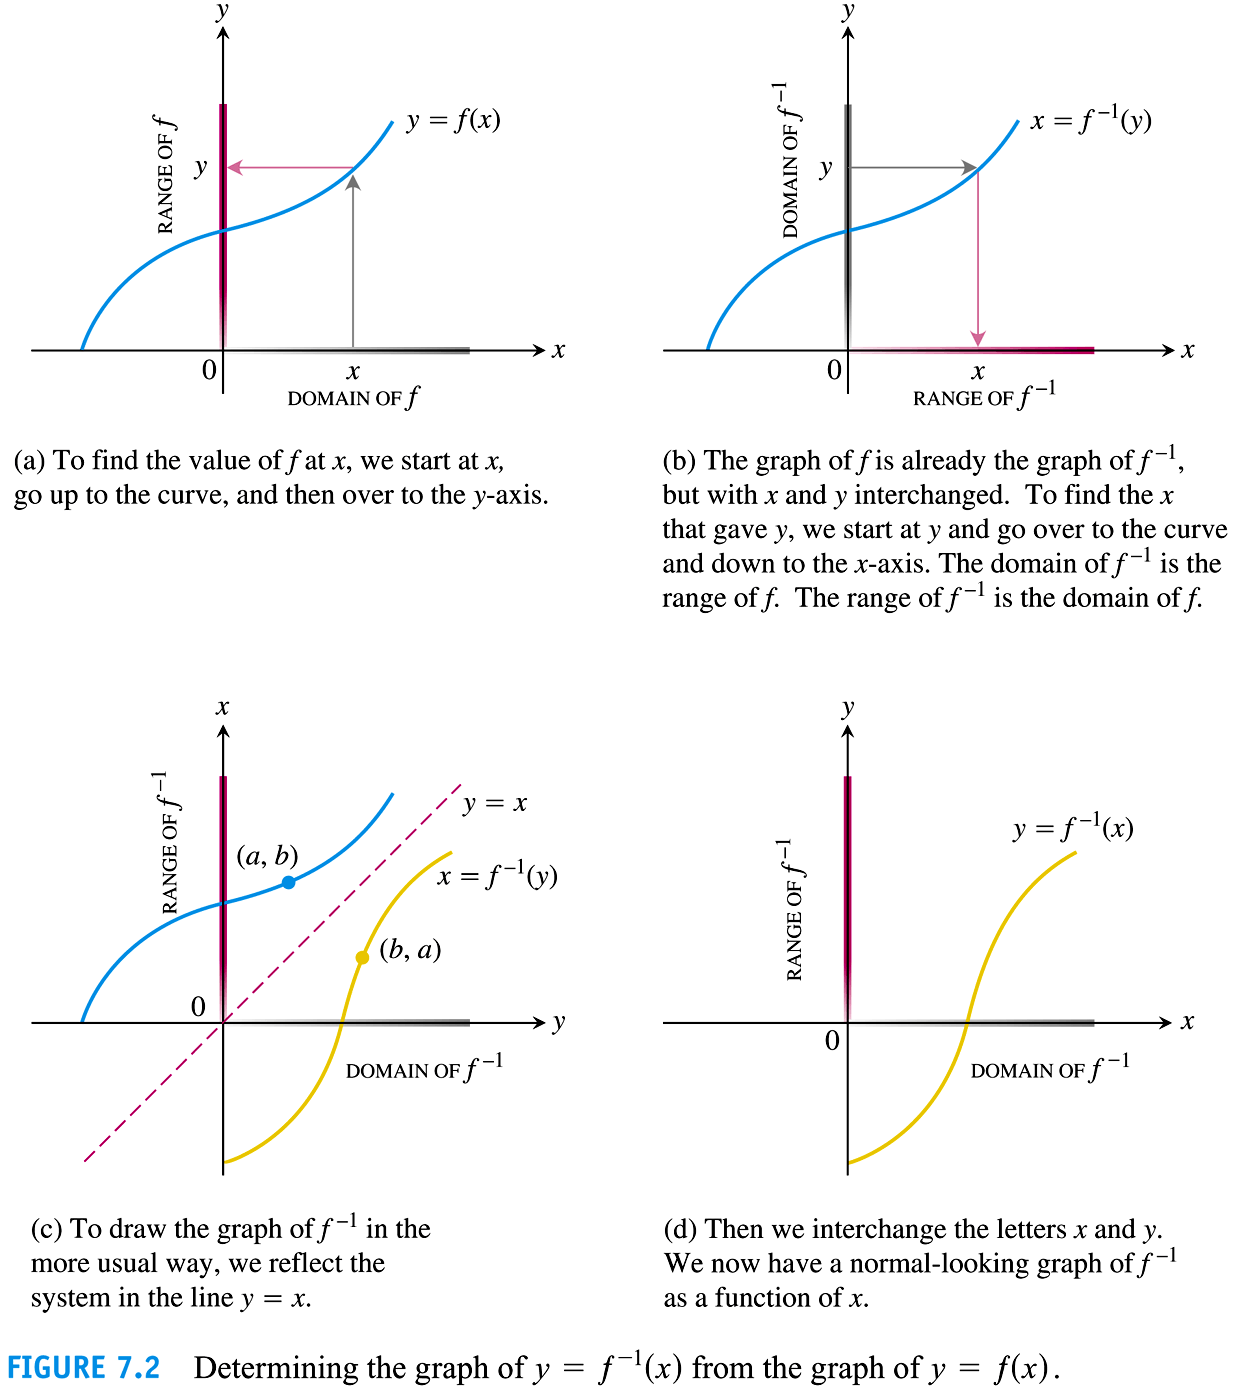 y
y = f(x)
RANGE OF f
y
0
x
x
DOMAIN OF f
(a) To find the value of f at x, we start at x,
go up to the curve, and then over to the y-axis.
y
x = f⁻¹(y)
DOMAIN OF f⁻¹
y
0
x
x
RANGE OF f⁻¹
(b) The graph of f is already the graph of f⁻¹,
but with x and y interchanged. To find the x
that gave y, we start at y and go over to the curve
and down to the x-axis. The domain of f⁻¹ is the
range of f. The range of f⁻¹ is the domain of f.
x
RANGE OF f⁻¹
y = x
(a, b)
x = f⁻¹(y)
(b, a)
0
y
DOMAIN OF f⁻¹
(c) To draw the graph of f⁻¹ in the
more usual way, we reflect the
system in the line y = x.
y
y = f⁻¹(x)
RANGE OF f⁻¹
0
x
DOMAIN OF f⁻¹
(d) Then we interchange the letters x and y.
We now have a normal-looking graph of f⁻¹
as a function of x.
FIGURE 7.2 Determining the graph of y = f⁻¹(x) from the graph of y = f(x).